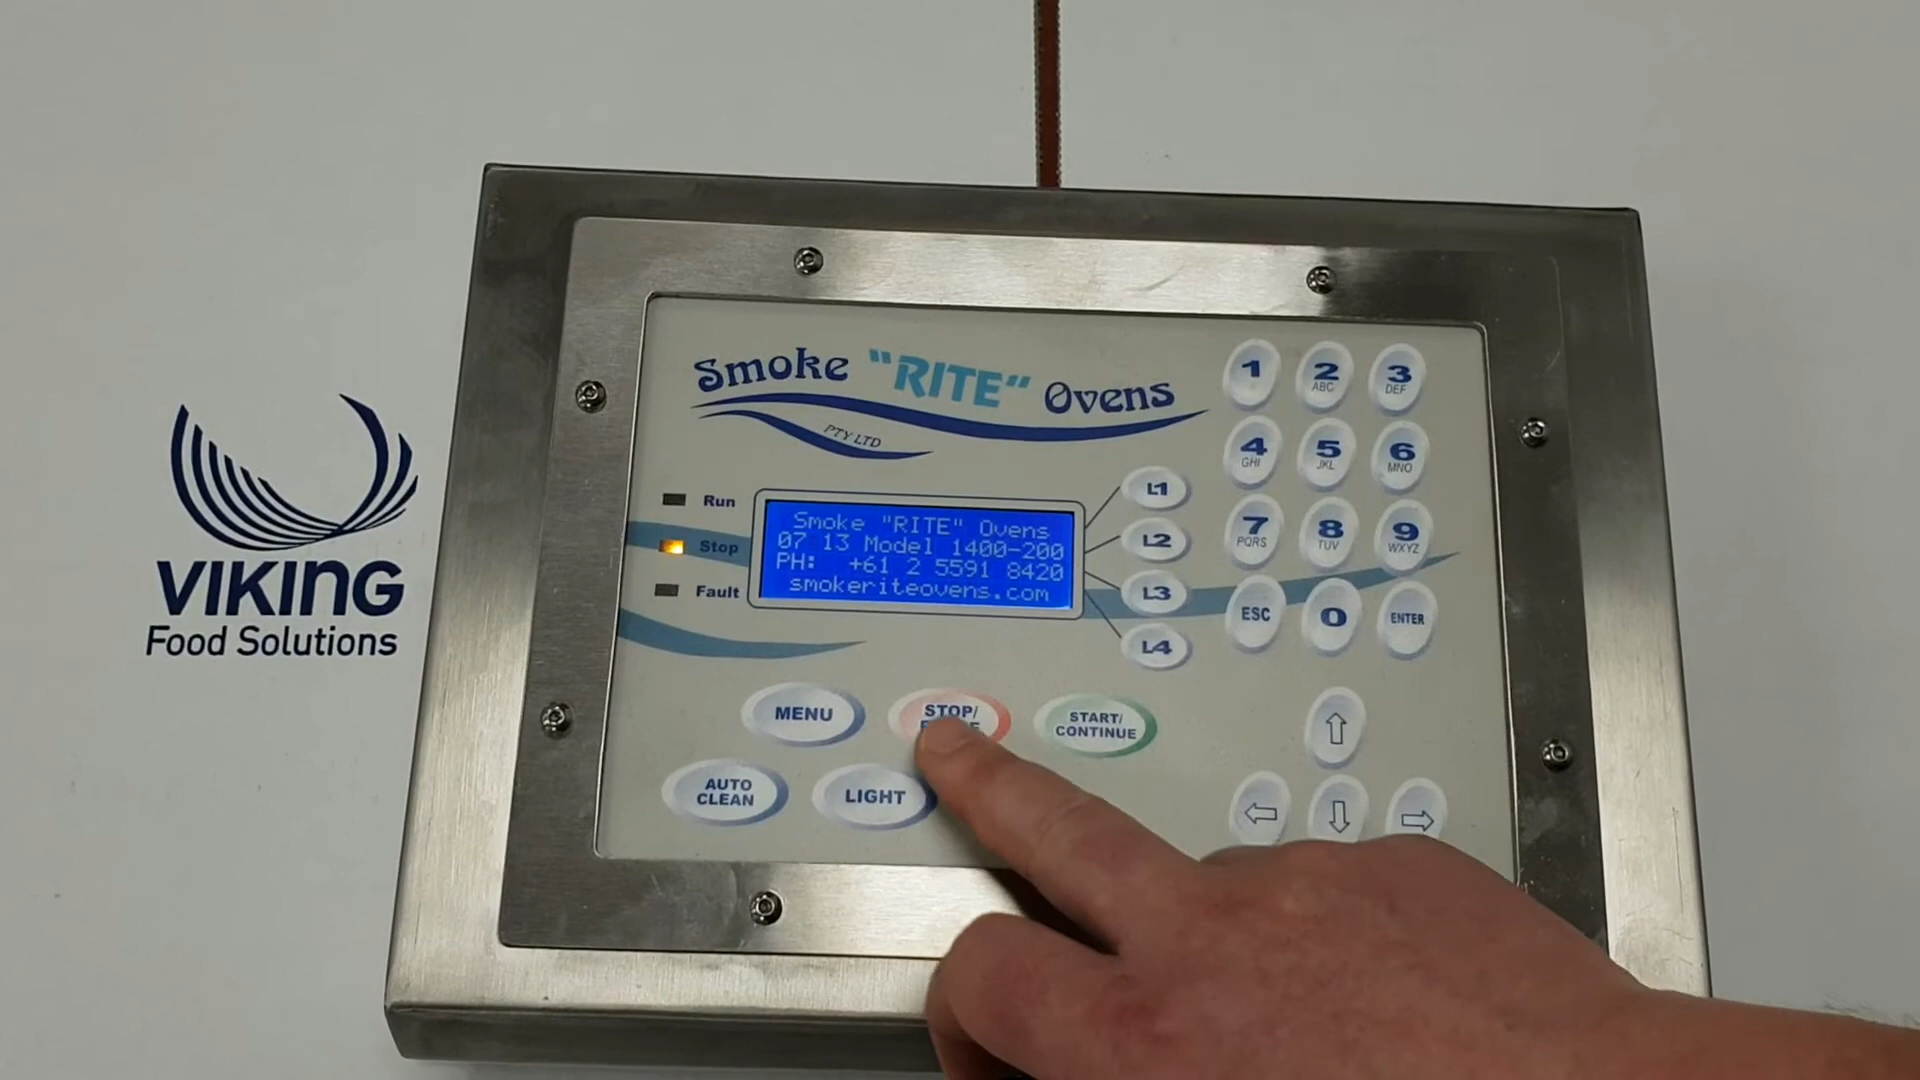 Smoke "RITE" Ovens
PTY LTD
Run
Stop
Fault
Smoke "RITE" Ovens
07 13 Model 1400-200
PH: +61 2 5591 8420
smokeriteovens.com
L1
L2
L3
L4
1
2 ABC
3 DEF
4 GHI
5 JKL
6 MNO
7 PQRS
8 TUV
9 WXYZ
ESC
0
ENTER
MENU
STOP/
START/
CONTINUE
AUTO
CLEAN
LIGHT
VIKING
Food Solutions